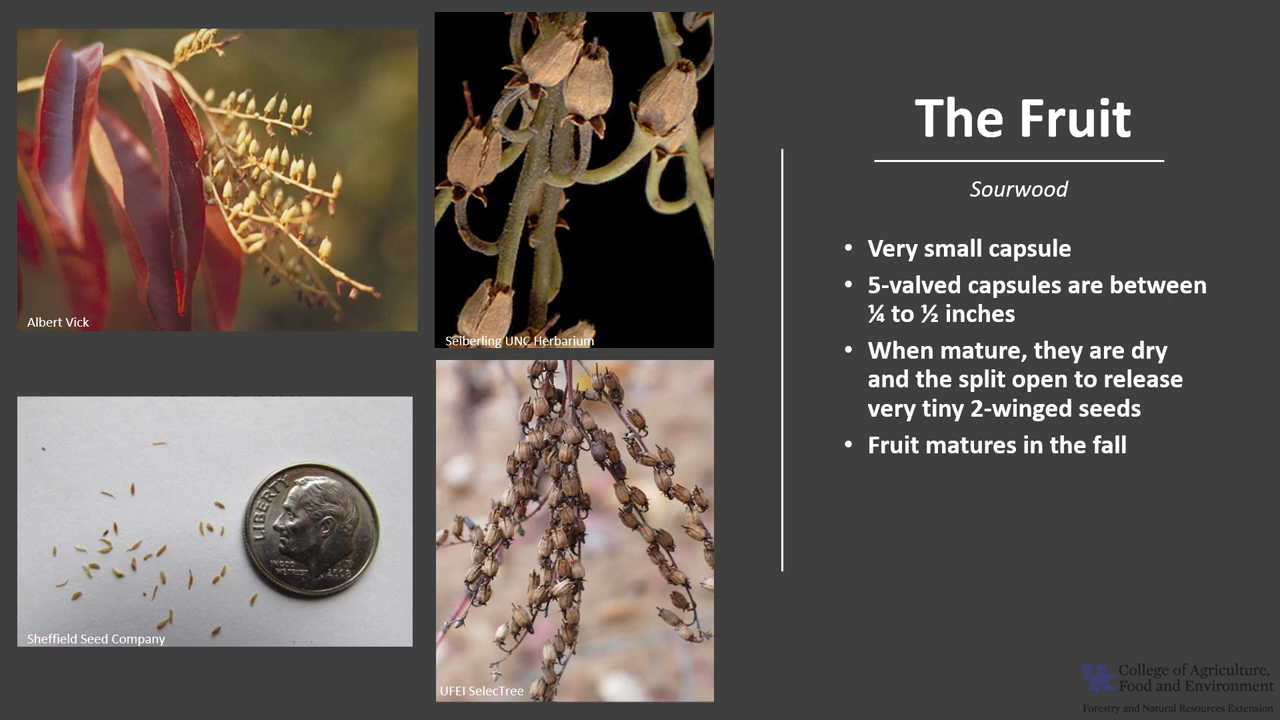 The Fruit
Sourwood
• Very small capsule
• 5-valved capsules are between
¼ to ½ inches
• When mature, they are dry
and the split open to release
very tiny 2-winged seeds
• Fruit matures in the fall
Albert Vick
Seiberling UNC Herbarium
LIBERTY
IN GOD
WE TRUST
Sheffield Seed Company
UFEI SelecTree
UK
College of Agriculture,
Food and Environment
Forestry and Natural Resources Extension